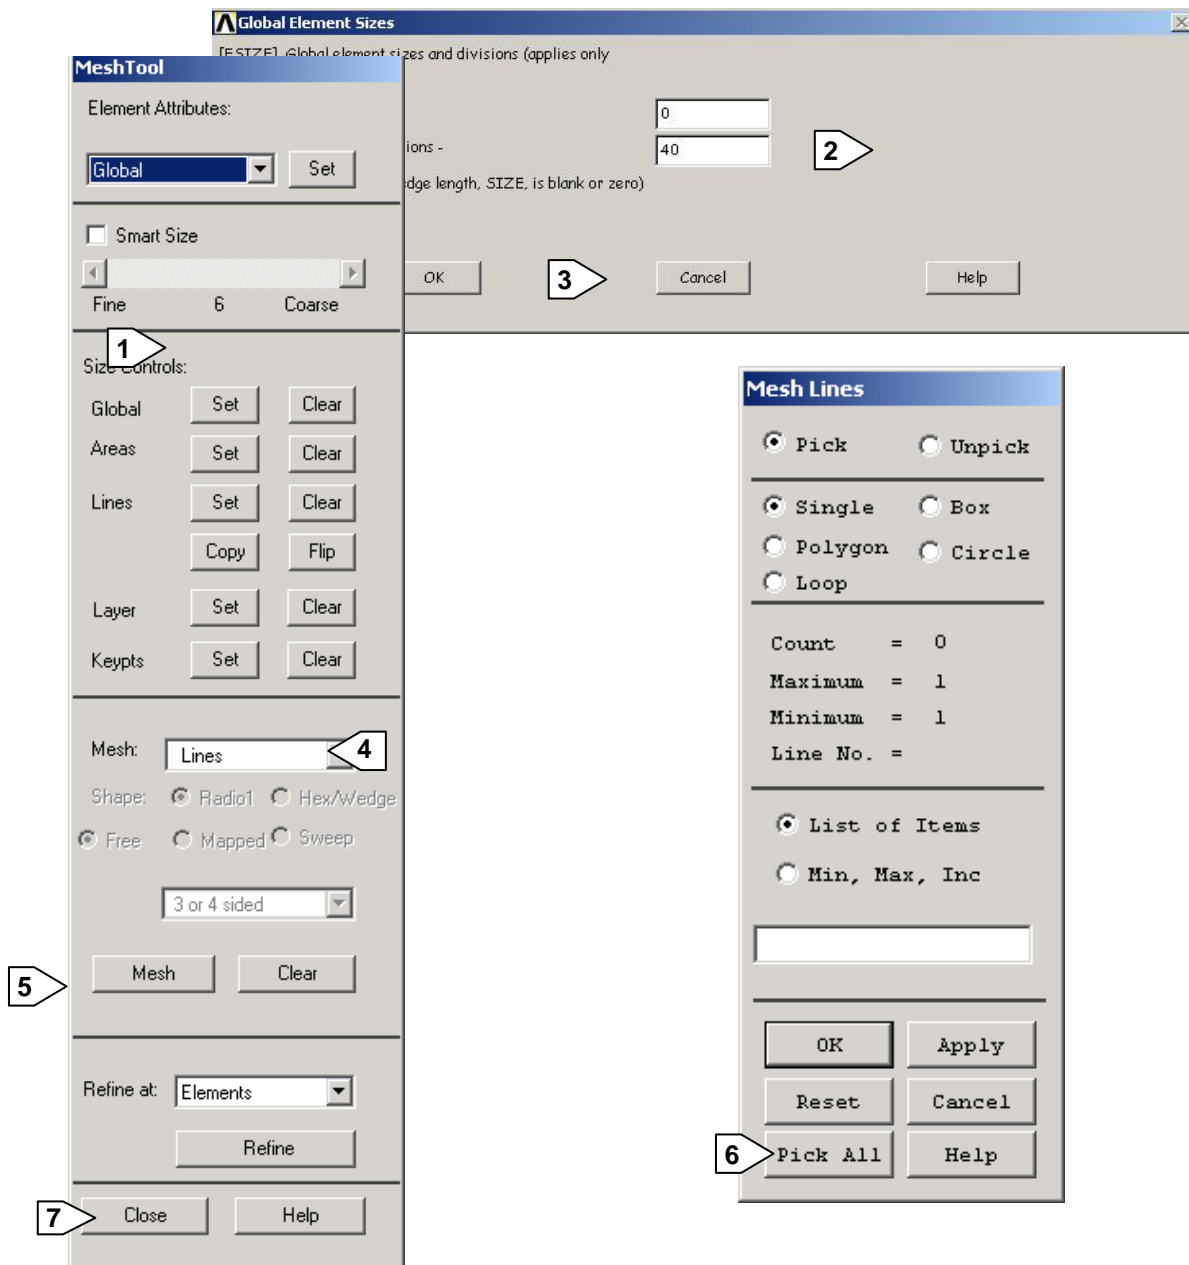 Global Element Sizes
[ESIZE] Global element sizes and divisions (applies only
0
ions -
40
2
dge length, SIZE, is blank or zero)
OK
3
Cancel
Help
MeshTool
Element Attributes:
Global
Set
Smart Size
Fine 6 Coarse
1
Size Controls:
Global Set Clear
Areas Set Clear
Lines Set Clear
Copy Flip
Layer Set Clear
Keypts Set Clear
Mesh: Lines
4
Shape: Radio1 Hex/Wedge
Free Mapped Sweep
3 or 4 sided
5
Mesh Clear
Refine at: Elements
Refine
7
Close Help
Mesh Lines
Pick Unpick
Single Box
Polygon Circle
Loop
Count = 0
Maximum = 1
Minimum = 1
Line No. =
List of Items
Min, Max, Inc
OK Apply
Reset Cancel
6
Pick All Help